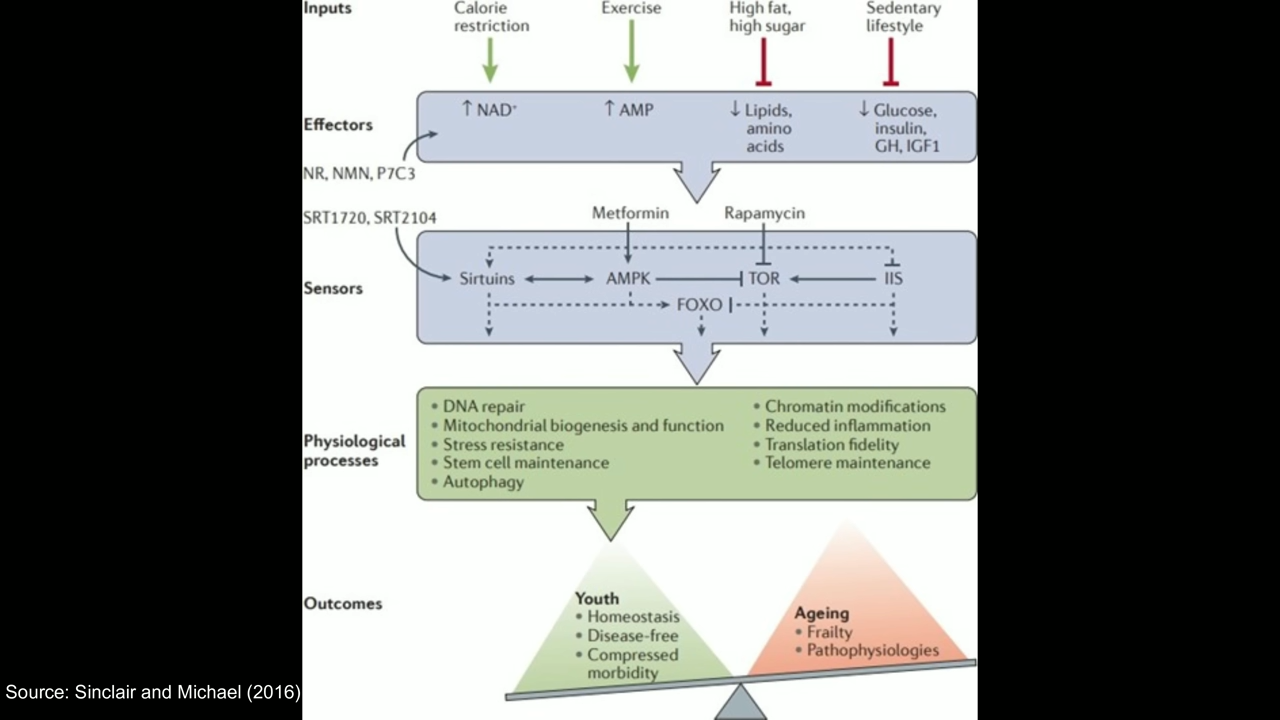 Inputs
Calorie
restriction
Exercise
High fat,
high sugar
Sedentary
lifestyle
Effectors
↑ NAD⁺
↑ AMP
↓ Lipids,
amino
acids
↓ Glucose,
insulin,
GH, IGF1
NR, NMN, P7C3
SRT1720, SRT2104
Metformin
Rapamycin
Sensors
Sirtuins
AMPK
TOR
IIS
FOXO
Physiological
processes
• DNA repair
• Mitochondrial biogenesis and function
• Stress resistance
• Stem cell maintenance
• Autophagy
• Chromatin modifications
• Reduced inflammation
• Translation fidelity
• Telomere maintenance
Outcomes
Youth
• Homeostasis
• Disease-free
• Compressed
morbidity
Ageing
• Frailty
• Pathophysiologies
Source: Sinclair and Michael (2016)